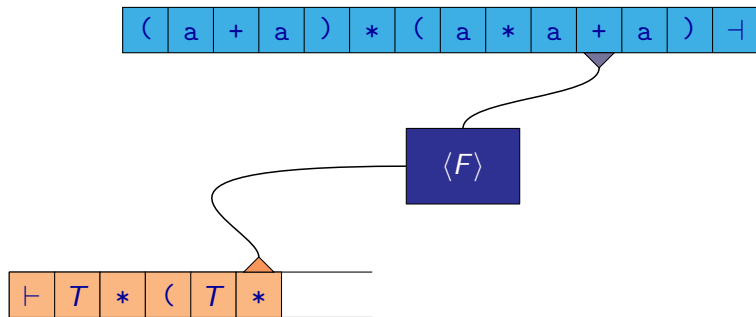 ( a + a ) * ( a * a + a ) ⊣
⟨F⟩
⊢ T * ( T *